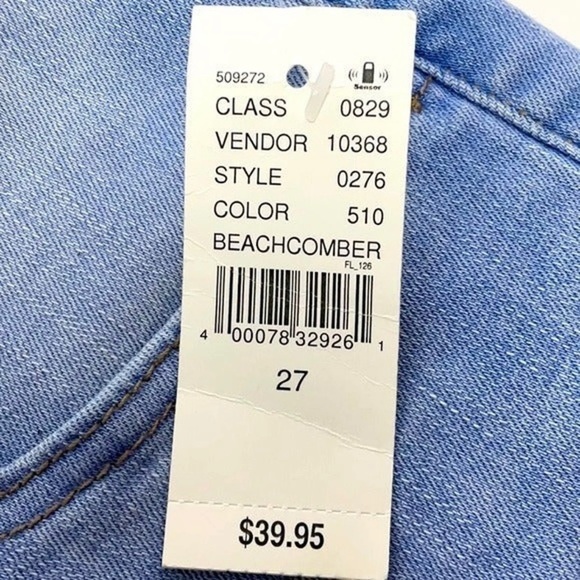 509272
Sensor
CLASS 0829
VENDOR 10368
STYLE 0276
COLOR 510
BEACHCOMBER
FL_126
4 00078 32926 1
27
$39.95